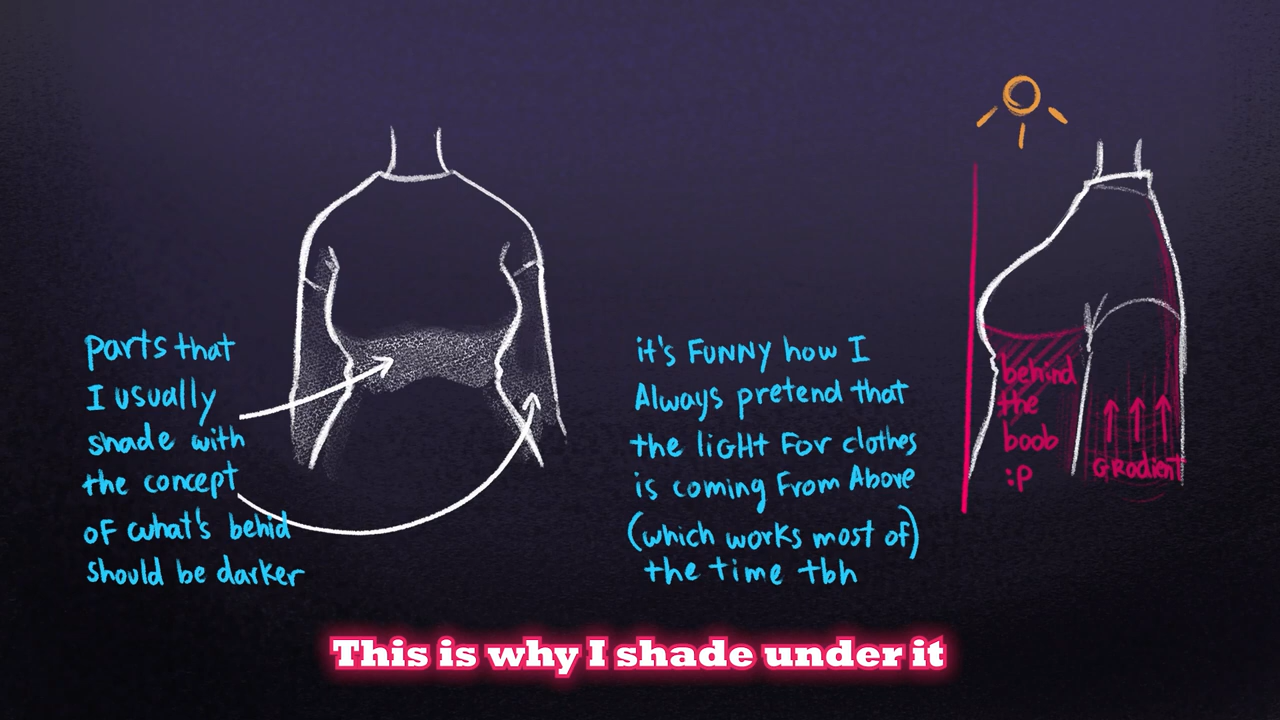 parts that
I usually
shade with
the concept
of what's behid
should be darker
it's FUNNY how I
Always pretend that
the light For clothes
is coming From Above
(which works most of)
the time tbh
behind
the
boob
:P
GRadient
This is why I shade under it